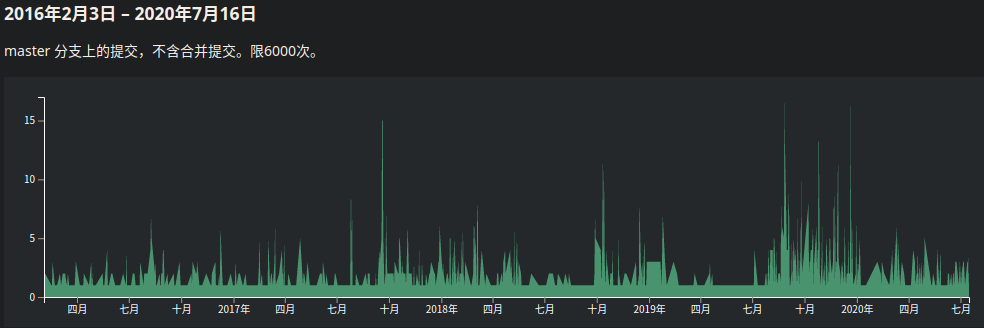 2016年2月3日 – 2020年7月16日
master 分支上的提交，不含合并提交。限6000次。
15
10
5
0
四月 七月 十月 2017年 四月 七月 十月 2018年 四月 七月 十月 2019年 四月 七月 十月 2020年 四月 七月